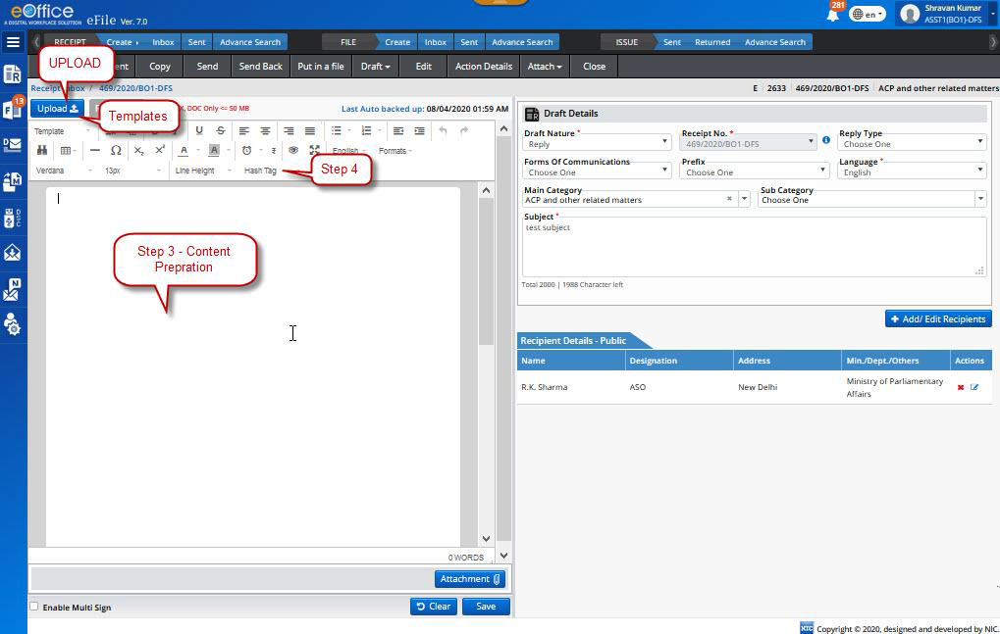 eOffice
A DIGITAL WORKPLACE SOLUTION
eFile Ver. 7.0
281
en
Shravan Kumar
ASST1(BO1)-DFS
RECEIPT Create Inbox Sent Advance Search
FILE Create Inbox Sent Advance Search
ISSUE Sent Returned Advance Search
UPLOAD
ent Copy Send Send Back Put in a file Draft Edit Action Details Attach Close
Receipt Inbox / 469/2020/BO1-DFS
E 2633 469/2020/BO1-DFS ACP and other related matters
13
Upload
Templates
DOC Only <= 50 MB
Last Auto backed up: 08/04/2020 01:59 AM
Template
English Formats
Verdana 13px Line Height Hash Tag
Step 4
Step 3 - Content
Prepration
0 WORDS
Attachment
Enable Multi Sign
Clear Save
D
S
C
Draft Details
Draft Nature * Receipt No. * Reply Type
Reply 469/2020/BO1-DFS Choose One
Forms Of Communications Prefix Language *
Choose One Choose One English
Main Category Sub Category
ACP and other related matters Choose One
Subject *
test subject
Total 2000 | 1988 Character left
Add/ Edit Recipients
Recipient Details - Public
Name Designation Address Min./Dept./Others Actions
R.K. Sharma ASO New Delhi Ministry of Parliamentary
Affairs
NIC Copyright © 2020, designed and developed by NIC.